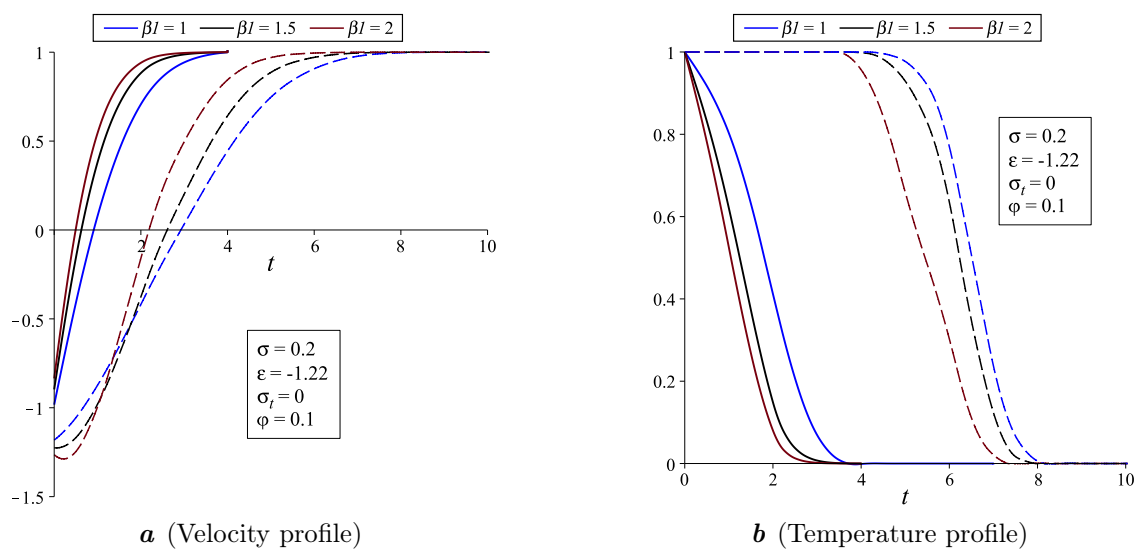 β1 = 1 β1 = 1.5 β1 = 2
1
0.5
0
-0.5
-1
-1.5
2 4 6 8 10
t
σ = 0.2
ε = -1.22
σt = 0
φ = 0.1
a (Velocity profile)
β1 = 1 β1 = 1.5 β1 = 2
1
0.8
0.6
0.4
0.2
0
0 2 4 6 8 10
t
σ = 0.2
ε = -1.22
σt = 0
φ = 0.1
b (Temperature profile)